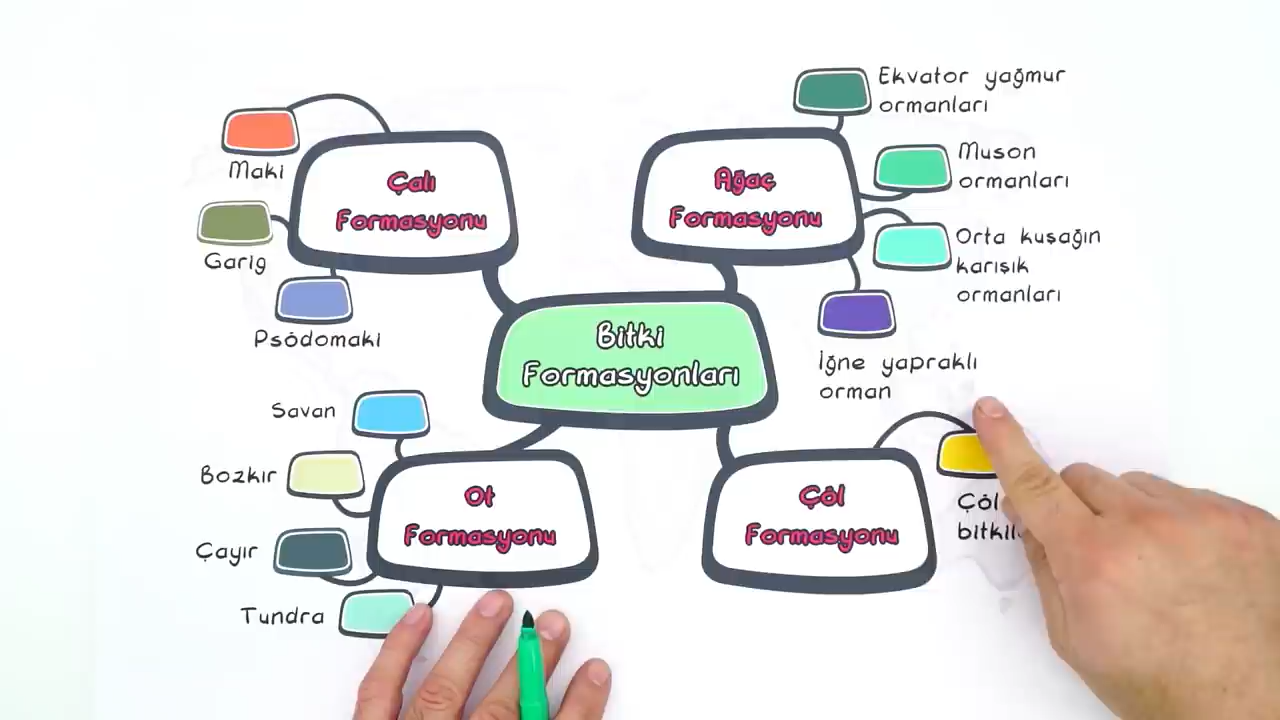 Maki
Garig
Psödomaki
Çalı
Formasyonu
Ağaç
Formasyonu
Ekvator yağmur
ormanları
Muson
ormanları
Orta kuşağın
karışık
ormanları
İğne yapraklı
orman
Bitki
Formasyonları
Savan
Bozkır
Çayır
Tundra
Ot
Formasyonu
Çöl
Formasyonu
Çöl